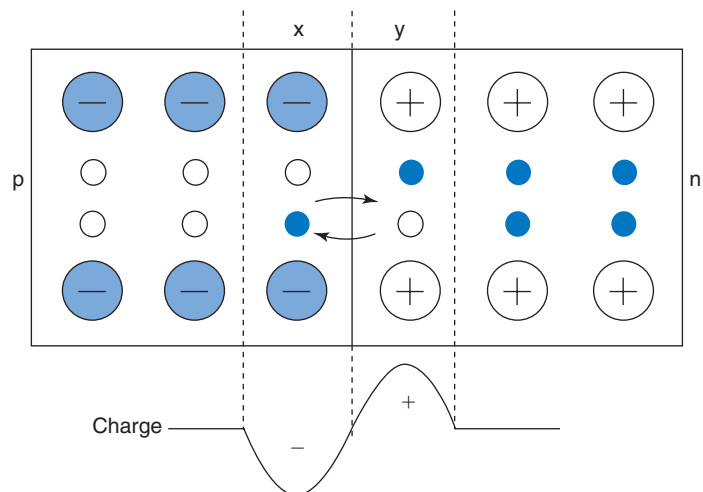 x y
− − − + + +
p n
− − − + + +
+
Charge
−